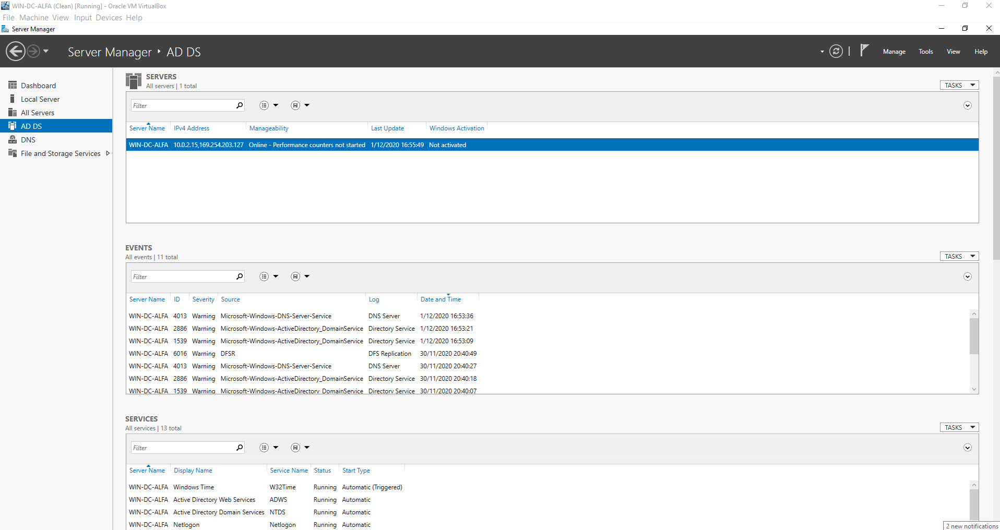 WIN-DC-ALFA (Clean) [Running] - Oracle VM VirtualBox
File Machine View Input Devices Help
Server Manager
Server Manager AD DS
Manage Tools View Help
Dashboard
Local Server
All Servers
AD DS
DNS
File and Storage Services
SERVERS
All servers | 1 total
TASKS
Filter
Server Name IPv4 Address Manageability Last Update Windows Activation
WIN-DC-ALFA 10.0.2.15,169.254.203.127 Online - Performance counters not started 1/12/2020 16:55:49 Not activated
EVENTS
All events | 11 total
TASKS
Filter
Server Name ID Severity Source Log Date and Time
WIN-DC-ALFA 4013 Warning Microsoft-Windows-DNS-Server-Service DNS Server 1/12/2020 16:53:36
WIN-DC-ALFA 2886 Warning Microsoft-Windows-ActiveDirectory_DomainService Directory Service 1/12/2020 16:53:21
WIN-DC-ALFA 1539 Warning Microsoft-Windows-ActiveDirectory_DomainService Directory Service 1/12/2020 16:53:09
WIN-DC-ALFA 6016 Warning DFSR DFS Replication 30/11/2020 20:40:49
WIN-DC-ALFA 4013 Warning Microsoft-Windows-DNS-Server-Service DNS Server 30/11/2020 20:40:27
WIN-DC-ALFA 2886 Warning Microsoft-Windows-ActiveDirectory_DomainService Directory Service 30/11/2020 20:40:18
WIN-DC-ALFA 1539 Warning Microsoft-Windows-ActiveDirectory_DomainService Directory Service 30/11/2020 20:40:07
SERVICES
All services | 13 total
TASKS
Filter
Server Name Display Name Service Name Status Start Type
WIN-DC-ALFA Windows Time W32Time Running Automatic (Triggered)
WIN-DC-ALFA Active Directory Web Services ADWS Running Automatic
WIN-DC-ALFA Active Directory Domain Services NTDS Running Automatic
WIN-DC-ALFA Netlogon Netlogon Running Automatic
2 new notifications